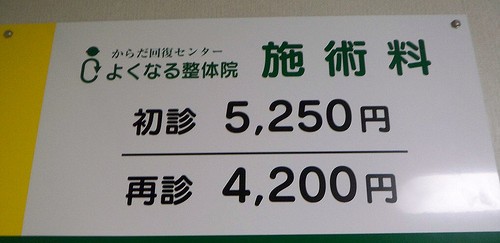 からだ回復センター
よくなる整体院 施術料
初診 5,250円
再診 4,200円